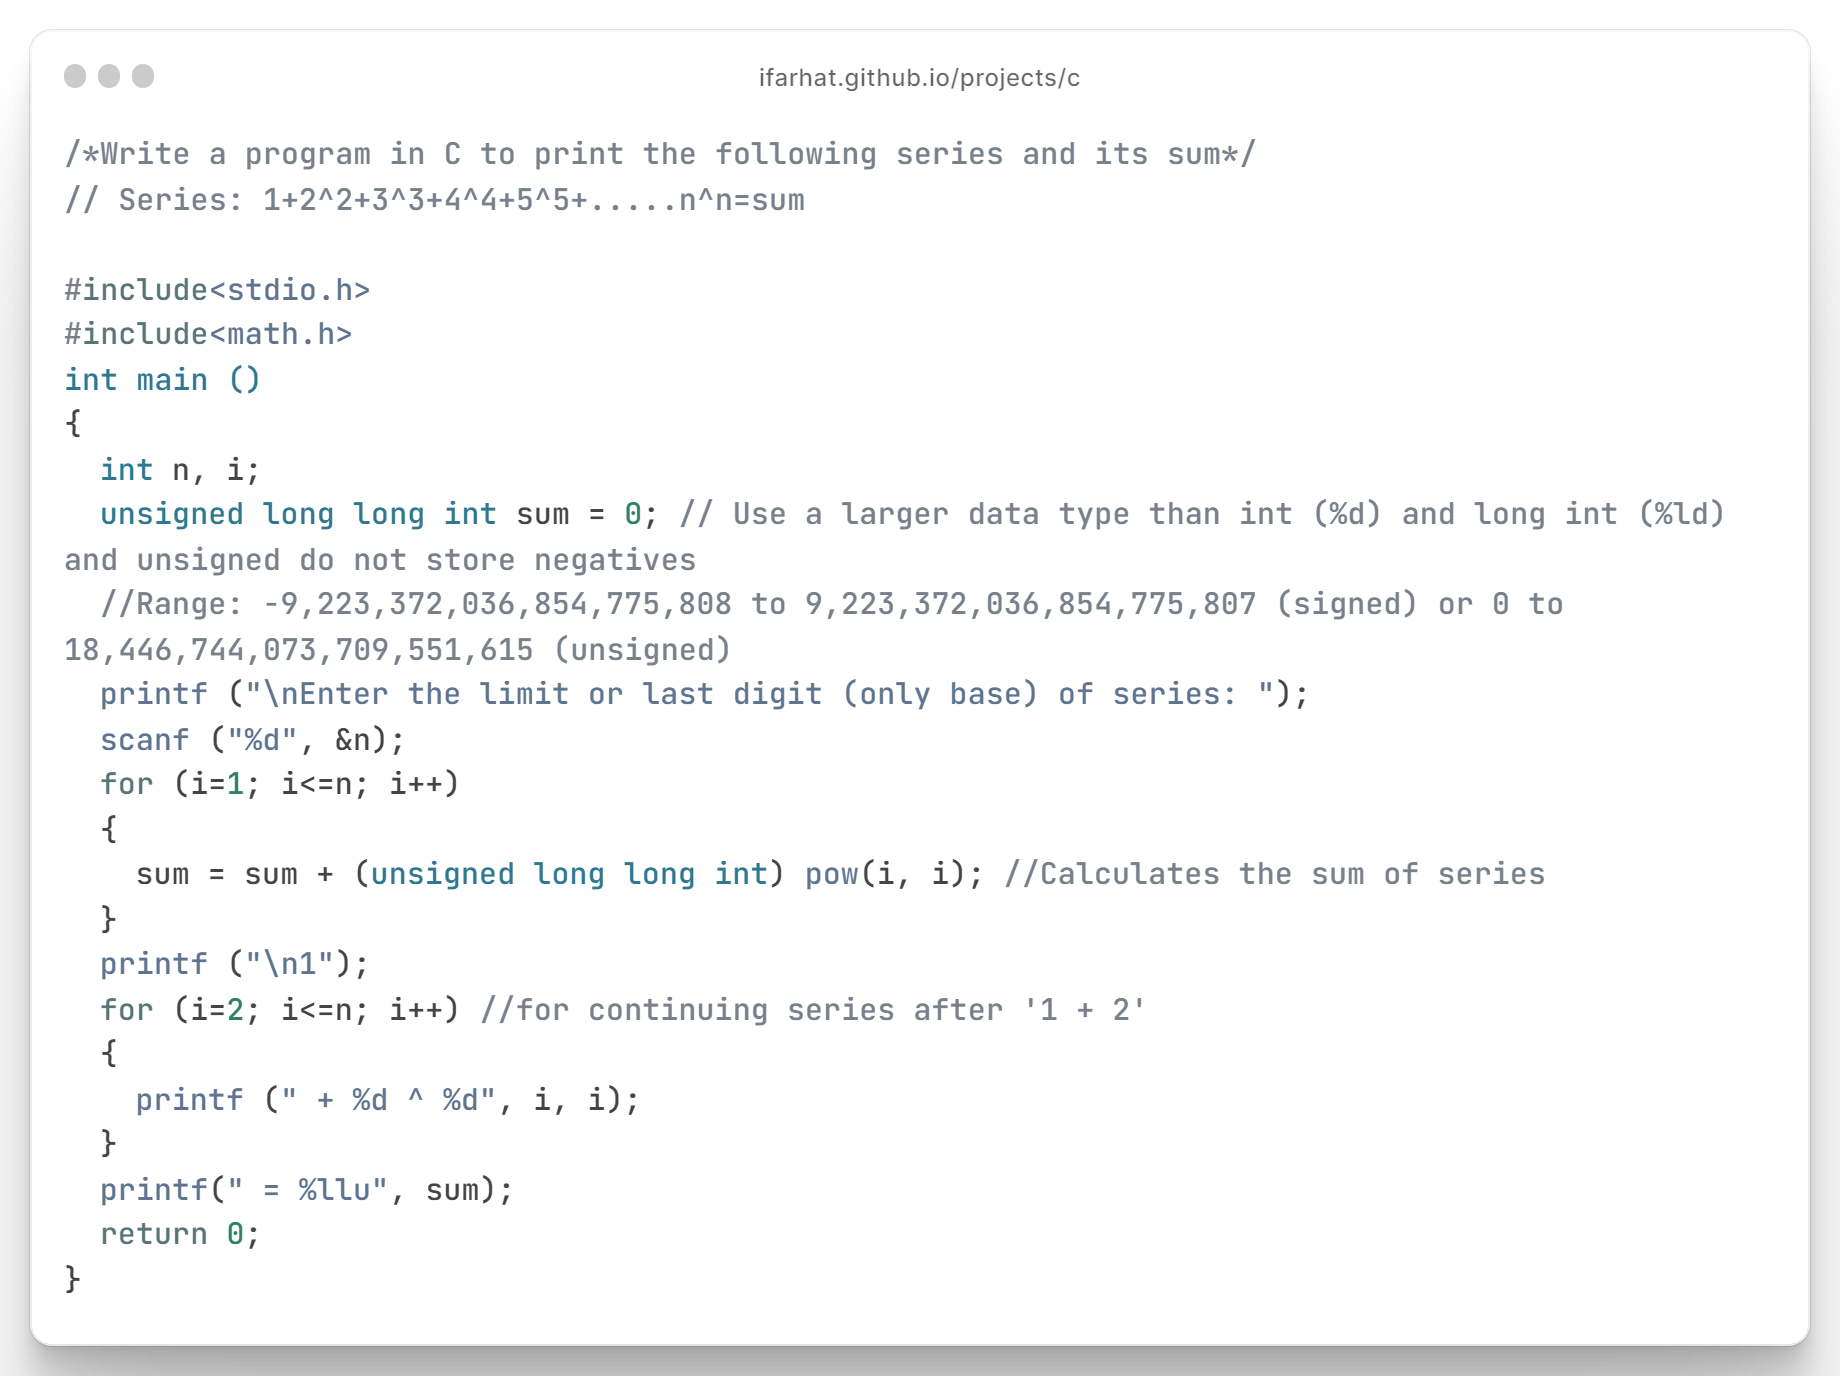 ifarhat.github.io/projects/c
/*Write a program in C to print the following series and its sum*/
// Series: 1+2^2+3^3+4^4+5^5+.....n^n=sum

#include<stdio.h>
#include<math.h>
int main ()
{
  int n, i;
  unsigned long long int sum = 0; // Use a larger data type than int (%d) and long int (%ld)
and unsigned do not store negatives
  //Range: -9,223,372,036,854,775,808 to 9,223,372,036,854,775,807 (signed) or 0 to
18,446,744,073,709,551,615 (unsigned)
  printf ("\nEnter the limit or last digit (only base) of series: ");
  scanf ("%d", &n);
  for (i=1; i<=n; i++)
  {
    sum = sum + (unsigned long long int) pow(i, i); //Calculates the sum of series
  }
  printf ("\n1");
  for (i=2; i<=n; i++) //for continuing series after '1 + 2'
  {
    printf (" + %d ^ %d", i, i);
  }
  printf(" = %llu", sum);
  return 0;
}